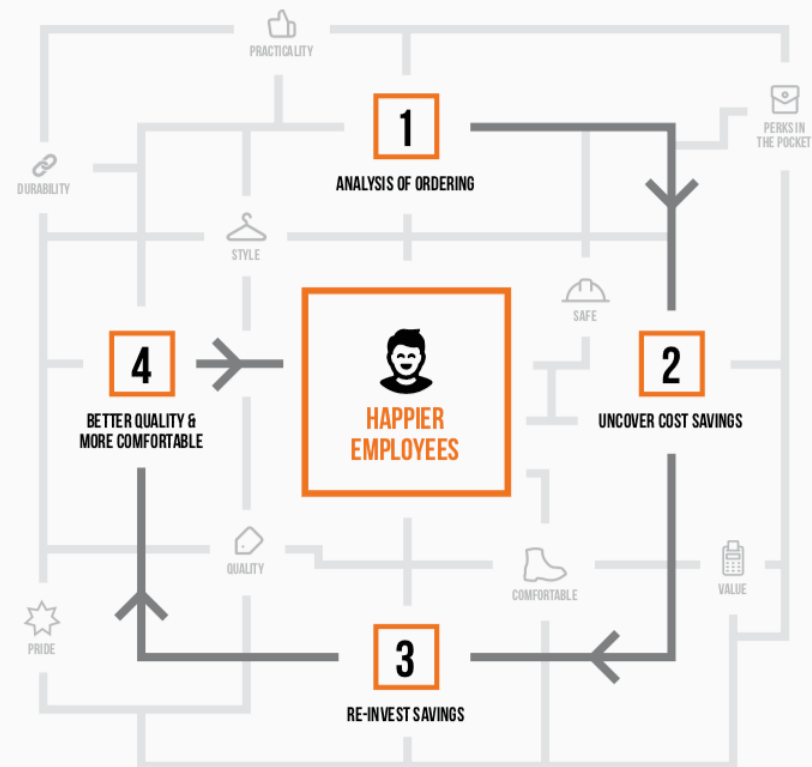 PRACTICALITY
1
ANALYSIS OF ORDERING
PERKS IN
THE POCKET
DURABILITY
STYLE
SAFE
4
BETTER QUALITY &
MORE COMFORTABLE
HAPPIER
EMPLOYEES
2
UNCOVER COST SAVINGS
QUALITY
COMFORTABLE
VALUE
PRIDE
3
RE-INVEST SAVINGS